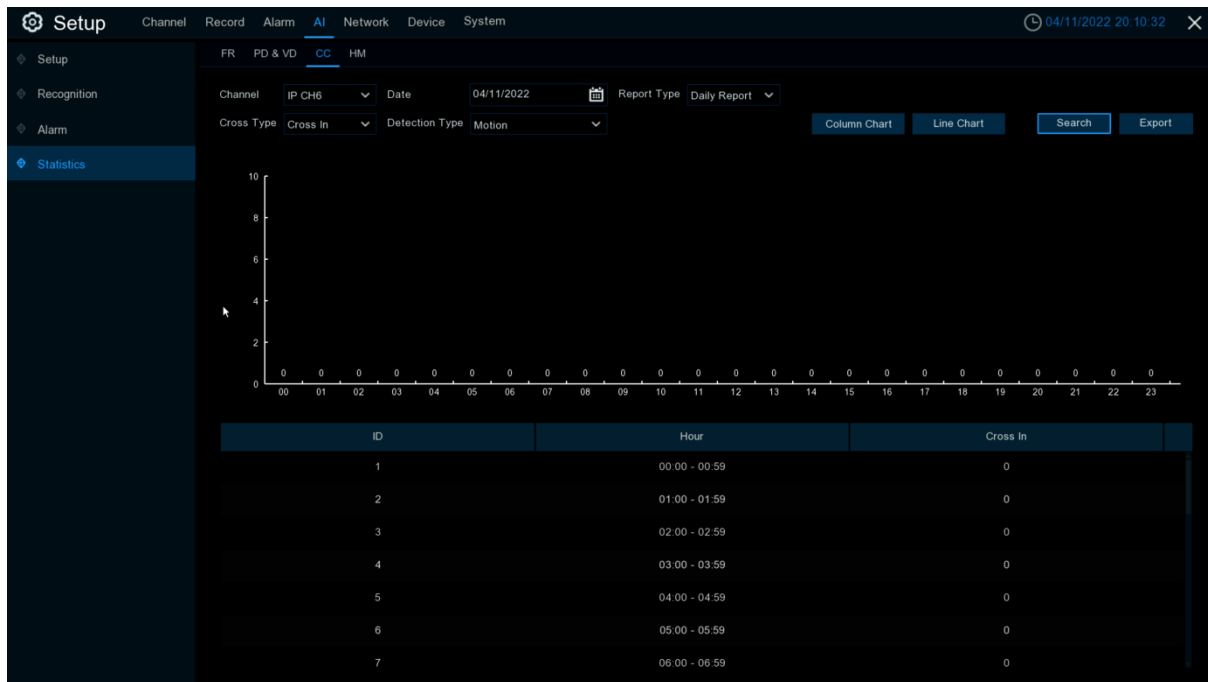 Setup Channel Record Alarm AI Network Device System 04/11/2022 20:10:32
Setup
Recognition
Alarm
Statistics
FR PD & VD CC HM
Channel IP CH6 Date 04/11/2022 Report Type Daily Report
Cross Type Cross In Detection Type Motion Column Chart Line Chart Search Export
10
8
6
4
2
0
0 0 0 0 0 0 0 0 0 0 0 0 0 0 0 0 0 0 0 0 0 0 0 0
00 01 02 03 04 05 06 07 08 09 10 11 12 13 14 15 16 17 18 19 20 21 22 23
ID Hour Cross In
1 00:00 - 00:59 0
2 01:00 - 01:59 0
3 02:00 - 02:59 0
4 03:00 - 03:59 0
5 04:00 - 04:59 0
6 05:00 - 05:59 0
7 06:00 - 06:59 0